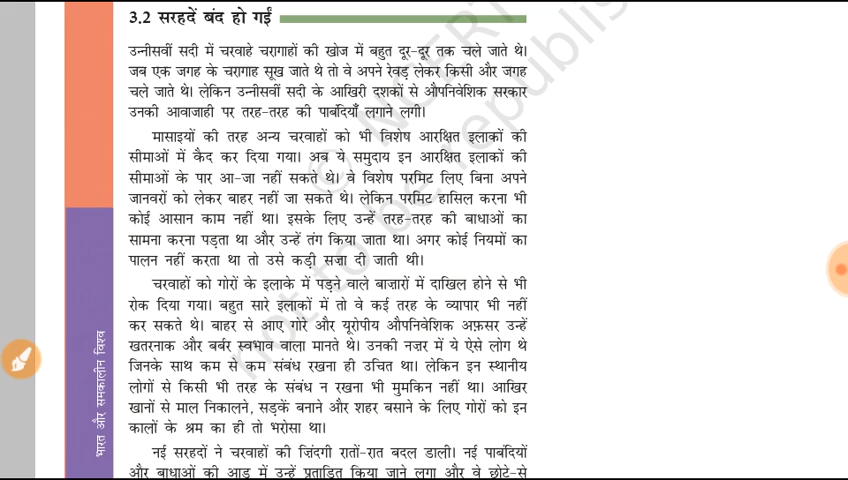 3.2 सरहदें बंद हो गईं
उन्नीसवीं सदी में चरवाहे चरागाहों की खोज में बहुत दूर-दूर तक चले जाते थे।
जब एक जगह के चरागाह सूख जाते थे तो वे अपने रेवड़ लेकर किसी और जगह
चले जाते थे। लेकिन उन्नीसवीं सदी के आखिरी दशकों से औपनिवेशिक सरकार
उनकी आवाजाही पर तरह-तरह की पाबंदियाँ लगाने लगी।
मासाइयों की तरह अन्य चरवाहों को भी विशेष आरक्षित इलाक़ों की
सीमाओं में कैद कर दिया गया। अब ये समुदाय इन आरक्षित इलाक़ों की
सीमाओं के पार आ-जा नहीं सकते थे। वे विशेष परमिट लिए बिना अपने
जानवरों को लेकर बाहर नहीं जा सकते थे। लेकिन परमिट हासिल करना भी
कोई आसान काम नहीं था। इसके लिए उन्हें तरह-तरह की बाधाओं का
सामना करना पड़ता था और उन्हें तंग किया जाता था। अगर कोई नियमों का
पालन नहीं करता था तो उसे कड़ी सज़ा दी जाती थी।
चरवाहों को गोरों के इलाके में पड़ने वाले बाजारों में दाखिल होने से भी
रोक दिया गया। बहुत सारे इलाकों में तो वे कई तरह के व्यापार भी नहीं
कर सकते थे। बाहर से आए गोरे और यूरोपीय औपनिवेशिक अफ़सर उन्हें
खतरनाक और बर्बर स्वभाव वाला मानते थे। उनकी नज़र में ये ऐसे लोग थे
जिनके साथ कम से कम संबंध रखना ही उचित था। लेकिन इन स्थानीय
लोगों से किसी भी तरह के संबंध न रखना भी मुमकिन नहीं था। आखिर
खानों से माल निकालने, सड़कें बनाने और शहर बसाने के लिए गोरों को इन
कालों के श्रम का ही तो भरोसा था।
नई सरहदों ने चरवाहों की ज़िंदगी रातों-रात बदल डाली। नई पाबंदियों
और बाधाओं की आड़ में उन्हें प्रताड़ित किया जाने लगा और वे छोटे-से
भारत और समकालीन विश्व
© NCERT
not to be republis